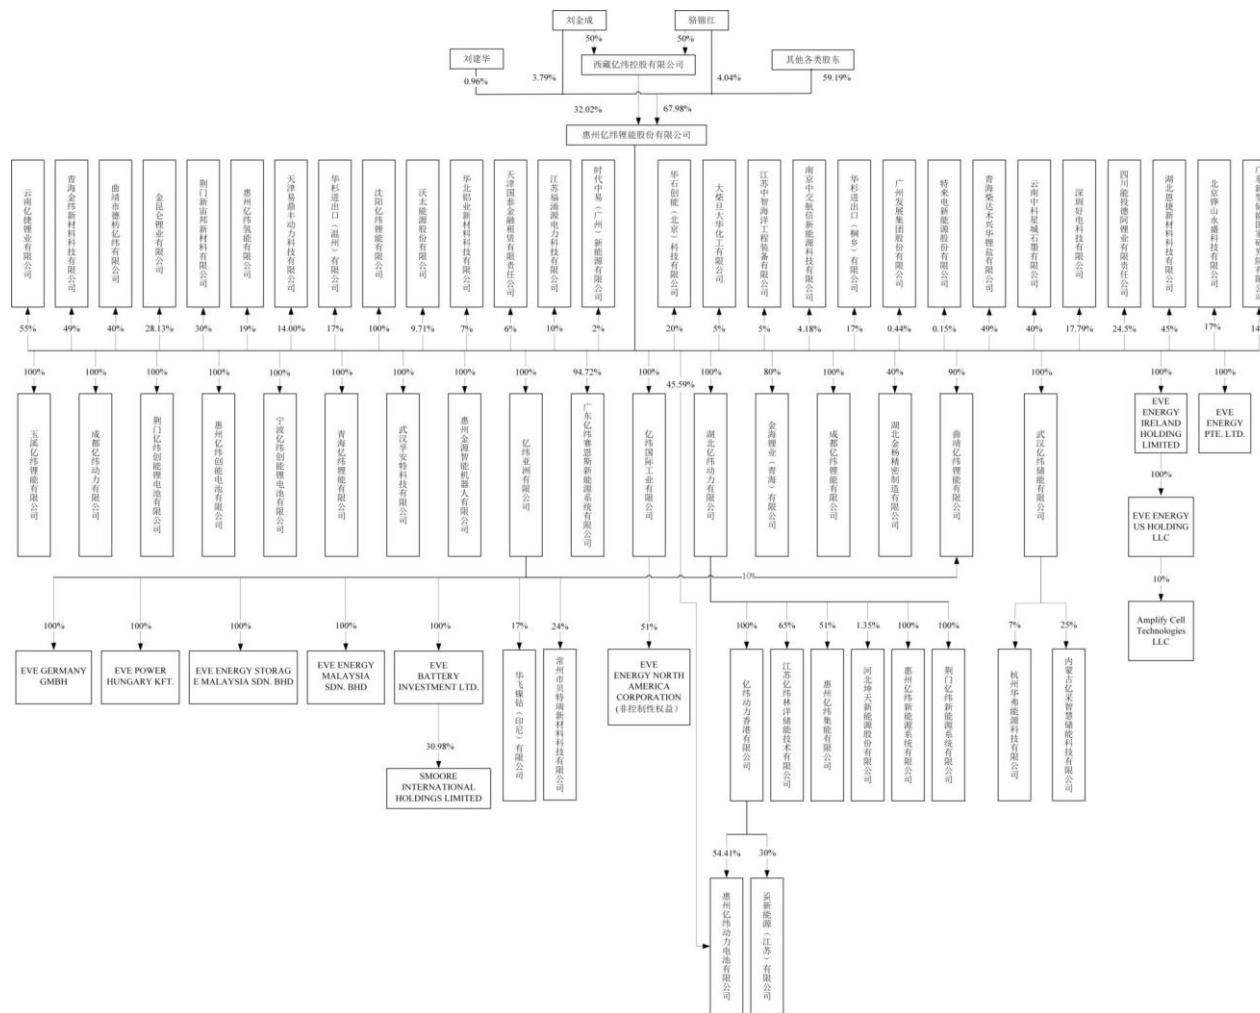 刘金成
骆锦红
50%
50%
刘建华
西藏亿纬控股有限公司
其他各类股东
0.96%
3.79%
4.04%
59.19%
32.02%
67.98%
惠州亿纬锂能股份有限公司
云南亿纬锂业有限公司
青海金纬新材料科技有限公司
曲靖市德枋亿纬有限公司
金昆仑锂业有限公司
荆门新宙邦新材料有限公司
惠州亿纬氢能有限公司
天津易鼎丰动力科技有限公司
华杉进出口（温州）有限公司
沈阳亿纬锂能有限公司
沃太能源股份有限公司
华北铝业新材料科技有限公司
天津国泰金融租赁有限责任公司
江苏福涌源电力科技有限公司
时代中易（广州）新能源有限公司
华石创能（北京）科技有限公司
大柴旦大华化工有限公司
江苏中智海洋工程装备有限公司
南京中交航信新能源科技有限公司
华杉进出口（桐乡）有限公司
广州发展集团股份有限公司
特来电新能源股份有限公司
青海柴达木兴华锂盐有限公司
云南中科星城石墨有限公司
深圳好电科技有限公司
四川能投德阿锂业有限责任公司
湖北恩捷新材料科技有限公司
北京铧山永盛科技有限公司
55%
49%
40%
28.13%
30%
19%
14.00%
17%
100%
9.71%
7%
6%
10%
2%
20%
5%
5%
4.18%
17%
0.44%
0.15%
49%
40%
17.79%
24.5%
45%
17%
14
100%
100%
100%
100%
100%
100%
100%
100%
100%
94.72%
100%
45.59%
100%
80%
100%
40%
90%
100%
100%
100%
玉溪亿纬锂能有限公司
成都亿纬动力有限公司
荆门亿纬创能锂电池有限公司
惠州亿纬创能电池有限公司
宁波亿纬创能锂电池有限公司
青海亿纬锂能有限公司
武汉孚安特科技有限公司
惠州金源智能机器人有限公司
亿纬亚洲有限公司
广东亿纬赛恩斯新能源系统有限公司
亿纬国际工业有限公司
湖北亿纬动力有限公司
金海锂业（青海）有限公司
成都亿纬锂能有限公司
湖北金杨精密制造有限公司
曲靖亿纬锂能有限公司
武汉亿纬储能有限公司
EVE
ENERGY
IRELAND
HOLDING
LIMITED
EVE
ENERGY
PTE. LTD.
100%
EVE ENERGY
US HOLDING
LLC
10%
10%
Amplify Cell
Technologies
LLC
100%
100%
100%
100%
100%
17%
24%
51%
100%
65%
51%
1.35%
100%
100%
7%
25%
EVE GERMANY
GMBH
EVE POWER
HUNGARY KFT.
EVE ENERGY STORAG
E MALAYSIA SDN. BHD
EVE ENERGY
MALAYSIA
SDN. BHD
EVE
BATTERY
INVESTMENT LTD.
华飞镍钴（印尼）有限公司
常州市贝特瑞新材料科技有限公司
EVE
ENERGY NORTH
AMERICA
CORPORATION
(非控制性权益）
亿纬动力香港有限公司
江苏亿纬林洋储能技术有限公司
惠州亿纬集能有限公司
河北坤天新能源股份有限公司
惠州亿纬新能源系统有限公司
荆门亿纬新能源系统有限公司
杭州华弗能源科技有限公司
内蒙古亿采智慧储能科技有限公司
30.98%
SMOORE
INTERNATIONAL
HOLDINGS LIMITED
54.41%
30%
惠州亿纬动力电池有限公司
SK新能源（江苏）有限公司